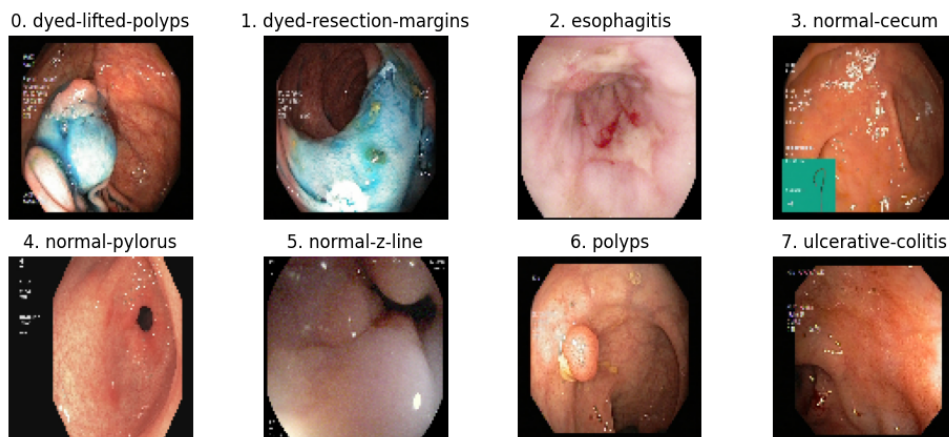 0. dyed-lifted-polyps
1. dyed-resection-margins
2. esophagitis
3. normal-cecum
4. normal-pylorus
5. normal-z-line
6. polyps
7. ulcerative-colitis